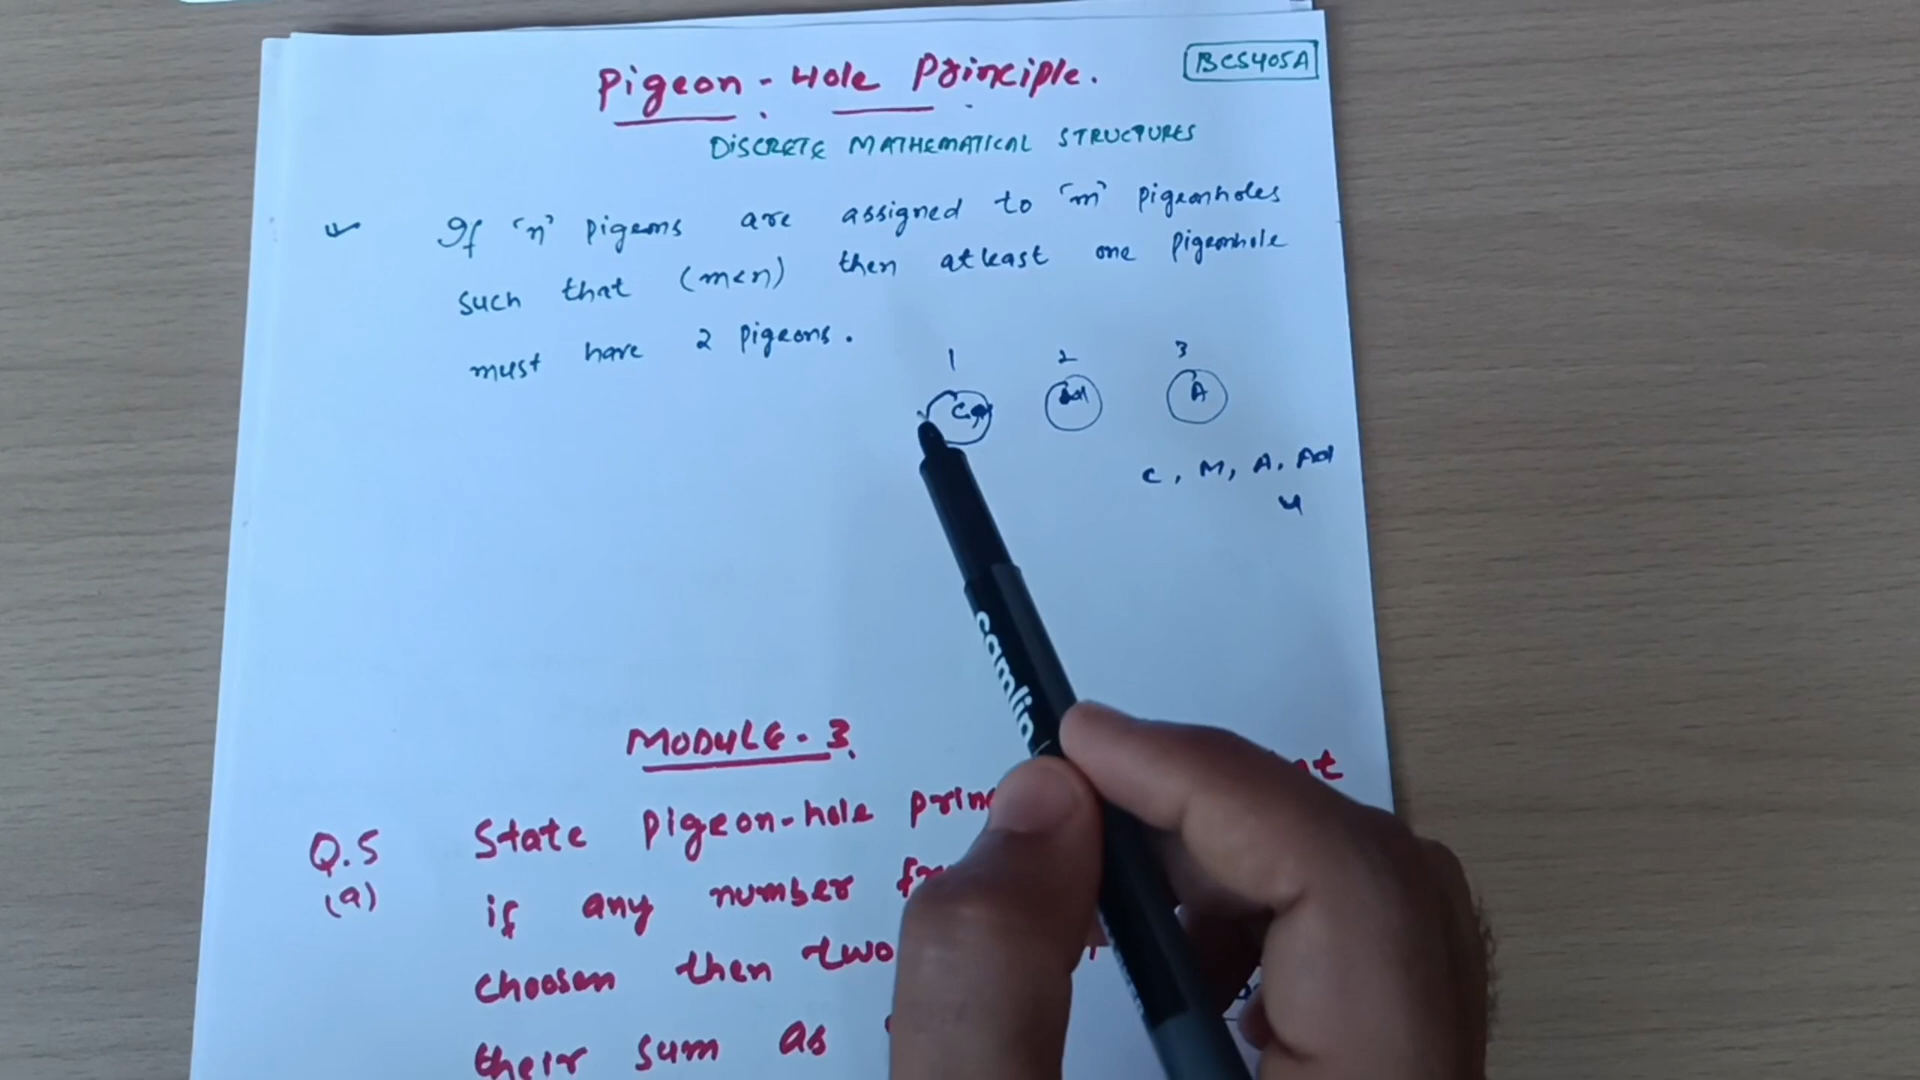 Pigeon-Hole Principle.
BCS405A
DISCRETE MATHEMATICAL STRUCTURES
If 'n' pigeons are assigned to 'm' pigeonholes
such that (m<n) then atleast one pigeonhole
must have 2 pigeons.
1 2 3
C, A
C, M, A, Ad
4
camlin
MODULE-3
Q.5 State pigeon-hole
(a) if any number
choosen then two
their sum as